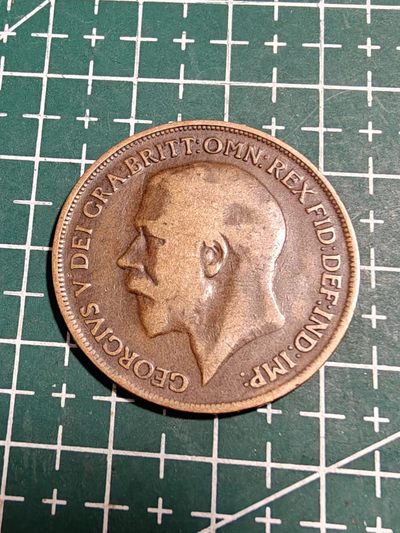 GEORGIVS V DEI GRA:BRITT:OMN:REX FID:DEF:IND:IMP: